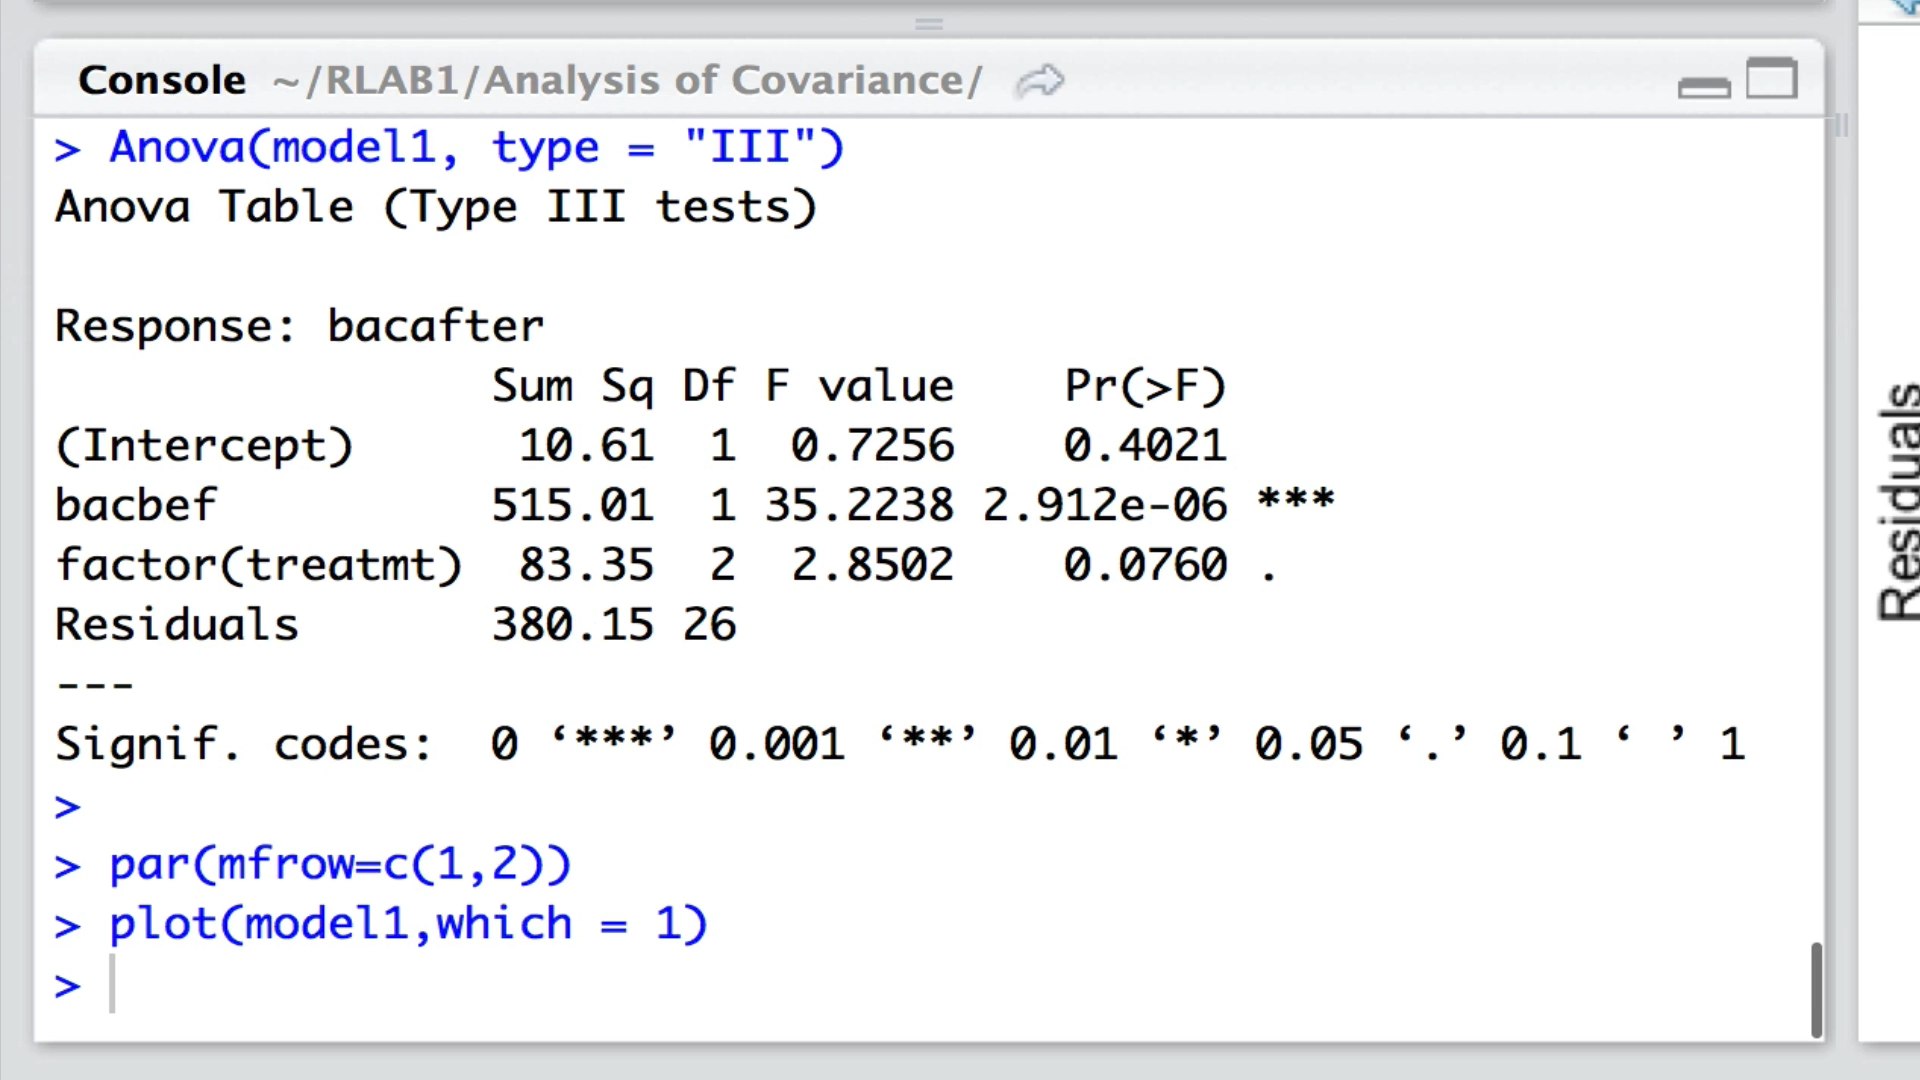 Console ~/RLAB1/Analysis of Covariance/
> Anova(model1, type = "III")
Anova Table (Type III tests)
Response: bacafter
Sum Sq Df F value Pr(>F)
(Intercept) 10.61 1 0.7256 0.4021
bacbef 515.01 1 35.2238 2.912e-06 ***
factor(treatmt) 83.35 2 2.8502 0.0760 .
Residuals 380.15 26
---
Signif. codes: 0 ‘***’ 0.001 ‘**’ 0.01 ‘*’ 0.05 ‘.’ 0.1 ‘ ’ 1
>
> par(mfrow=c(1,2))
> plot(model1,which = 1)
>
Residuals